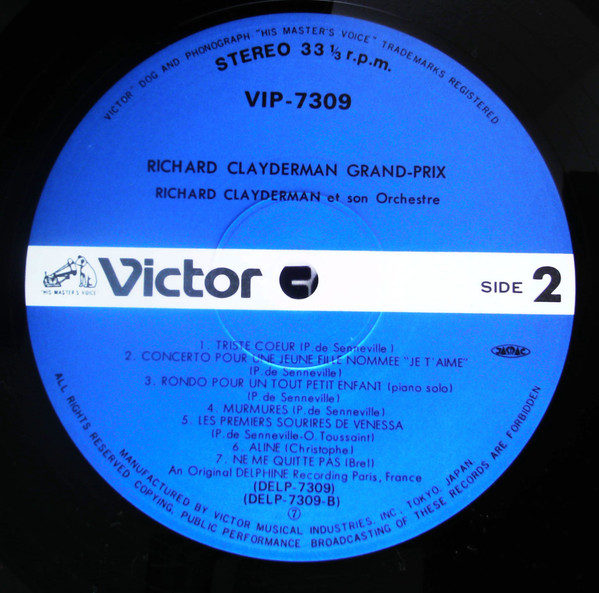 VICTOR" DOG AND PHONOGRAPH "HIS MASTER'S VOICE" TRADEMARKS REGISTERED
STEREO 33 ⅓ r.p.m.
VIP-7309
RICHARD CLAYDERMAN GRAND-PRIX
RICHARD CLAYDERMAN et son Orchestre
"HIS MASTER'S VOICE"
Victor
SIDE 2
1. TRISTE COEUR (P. de Senneville)
2. CONCERTO POUR UNE JEUNE FILLE NOMMEE "JE T'AIME"
(P. de Senneville)
3. RONDO POUR UN TOUT PETIT ENFANT (piano solo)
(P. de Senneville)
4. MURMURES (P. de Senneville)
5. LES PREMIERS SOURIRES DE VENESSA
(P. de Senneville-O. Toussaint)
6. ALINE (Christophe)
7. NE ME QUITTE PAS (Brel)
An Original DELPHINE Recording Paris, France
(DELP-7309)
(DELP-7309-B)
7
JASRAC
MANUFACTURED BY VICTOR MUSICAL INDUSTRIES, INC., TOKYO, JAPAN
ALL RIGHTS RESERVED. COPYING, PUBLIC PERFORMANCE BROADCASTING OF THESE RECORDS ARE FORBIDDEN